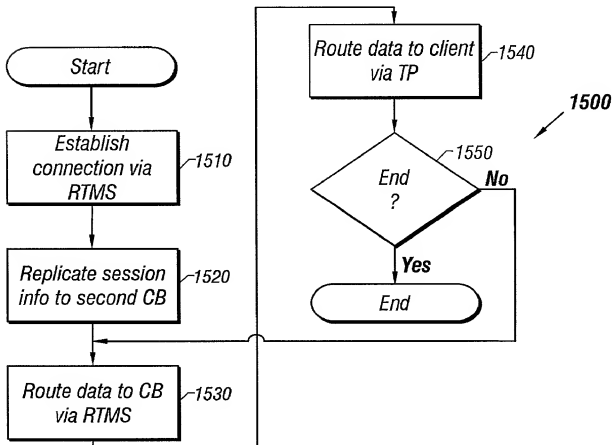 Start
Establish
connection via
RTMS
1510
Replicate session
info to second CB
1520
Route data to CB
via RTMS
1530
Route data to client
via TP
1540
1500
End
?
1550
No
Yes
End